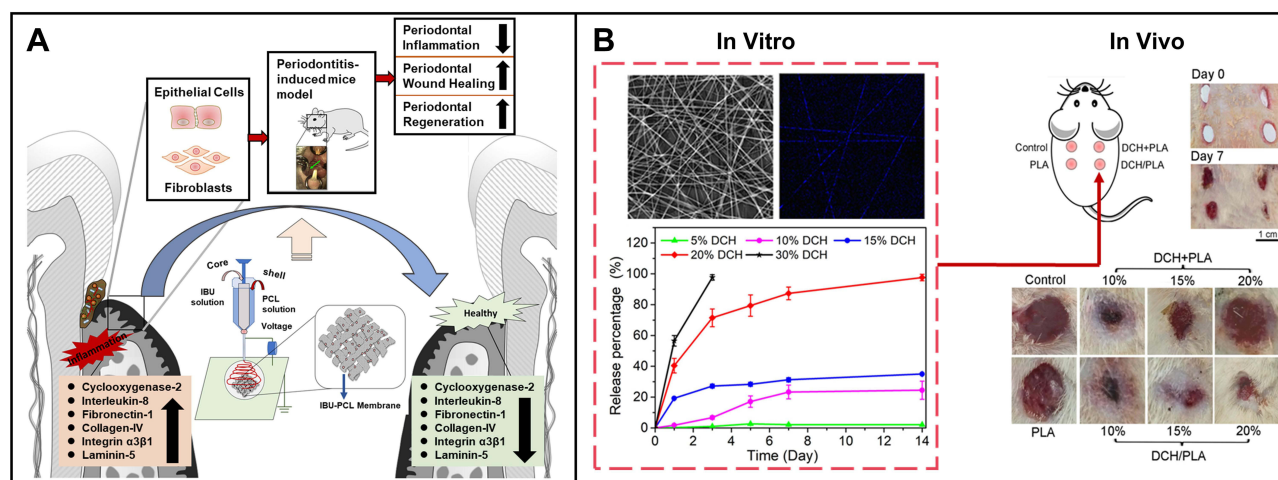 A
Periodontal
Inflammation
Periodontal
Wound Healing
Periodontal
Regeneration
Periodontitis-
induced mice
model
Epithelial Cells
Fibroblasts
Core
shell
IBU
solution
PCL
solution
Voltage
IBU-PCL Membrane
Inflammation
Healthy
● Cyclooxygenase-2
● Interleukin-8
● Fibronectin-1
● Collagen-IV
● Integrin α3β1
● Laminin-5
● Cyclooxygenase-2
● Interleukin-8
● Fibronectin-1
● Collagen-IV
● Integrin α3β1
● Laminin-5
B
In Vitro
In Vivo
5% DCH 10% DCH 15% DCH
20% DCH 30% DCH
Release percentage (%)
120
100
80
60
40
20
0
0 2 4 6 8 10 12 14
Time (Day)
Control DCH+PLA
PLA DCH/PLA
Day 0
Day 7
1 cm
DCH+PLA
Control 10% 15% 20%
PLA 10% 15% 20%
DCH/PLA